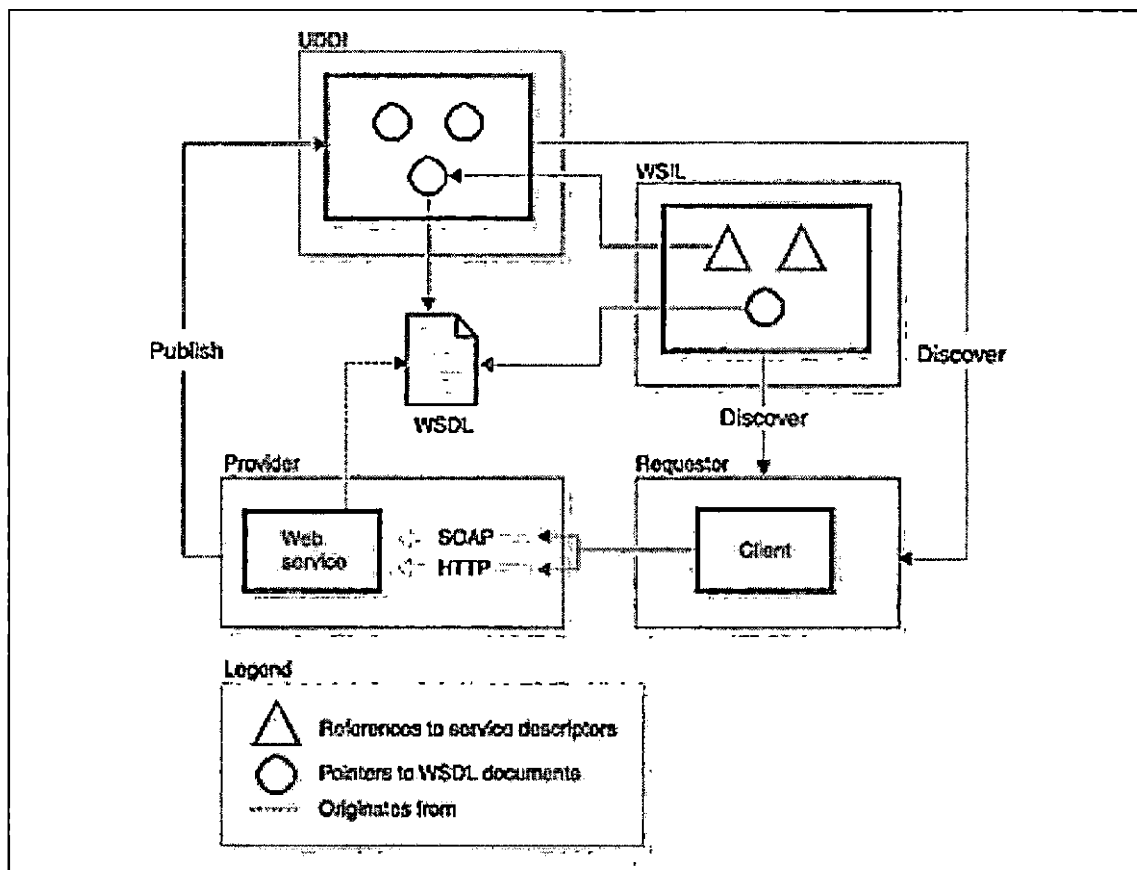 UDDI
WSIL
Publish
Discover
WSDL
Discover
Provider
Requestor
Web
service
SOAP
HTTP
Client
Legend
References to service descriptors
Pointers to WSDL documents
Originates from